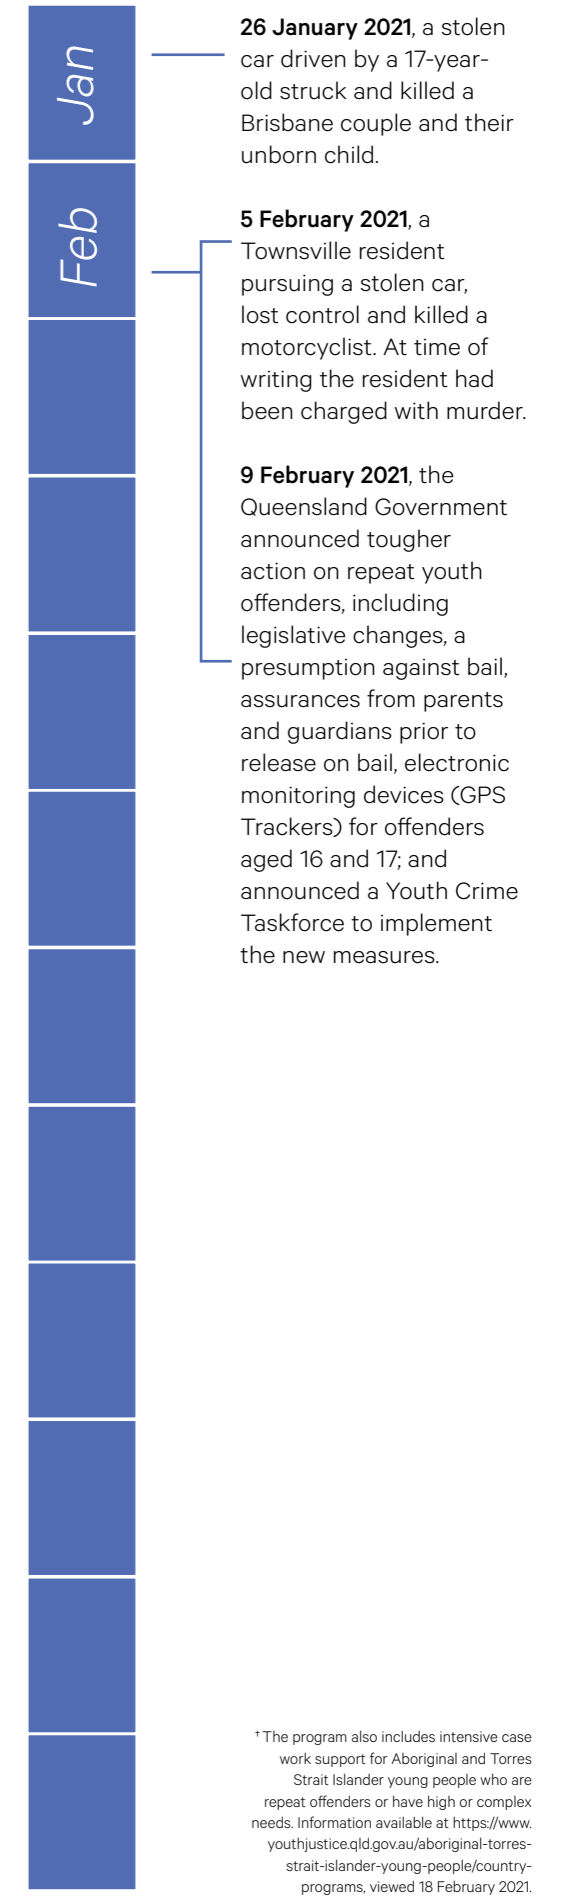 Jan
26 January 2021, a stolen
car driven by a 17-year-
old struck and killed a
Brisbane couple and their
unborn child.
Feb
5 February 2021, a
Townsville resident
pursuing a stolen car,
lost control and killed a
motorcyclist. At time of
writing the resident had
been charged with murder.
9 February 2021, the
Queensland Government
announced tougher
action on repeat youth
offenders, including
legislative changes, a
presumption against bail,
assurances from parents
and guardians prior to
release on bail, electronic
monitoring devices (GPS
Trackers) for offenders
aged 16 and 17; and
announced a Youth Crime
Taskforce to implement
the new measures.
† The program also includes intensive case
work support for Aboriginal and Torres
Strait Islander young people who are
repeat offenders or have high or complex
needs. Information available at https://www.
youthjustice.qld.gov.au/aboriginal-torres-
strait-islander-young-people/country-
programs, viewed 18 February 2021.